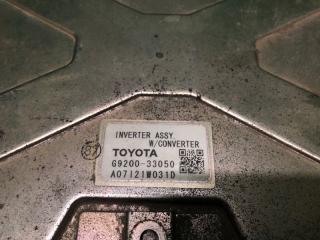 INVERTER ASSY
W/CONVERTER
TOYOTA
G9200-33050
A07121W031D